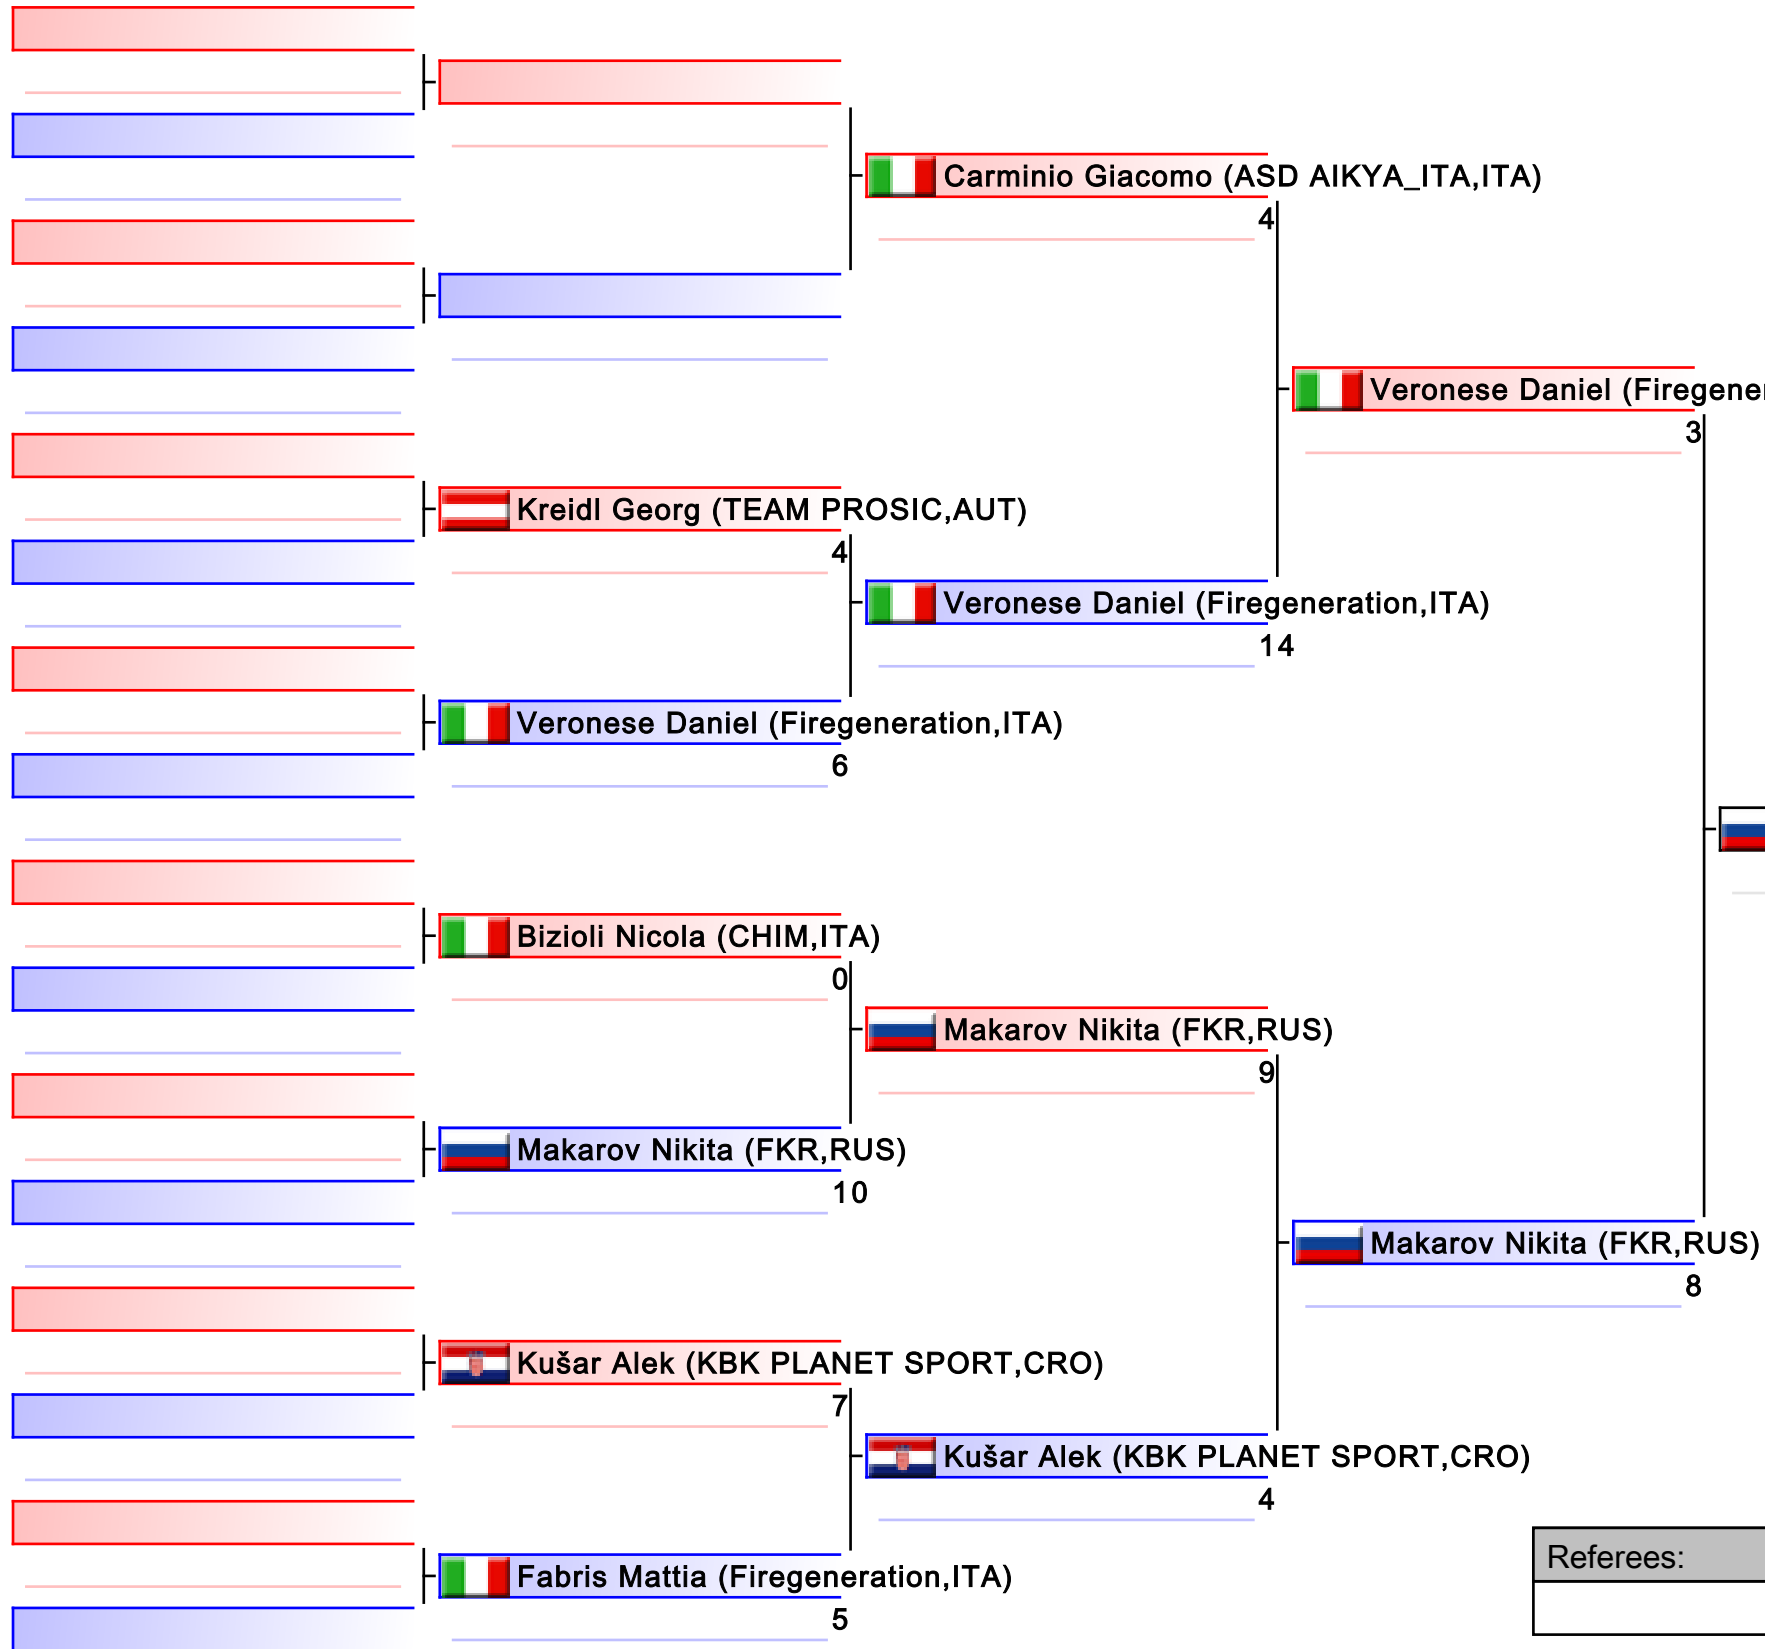 Carminio Giacomo (ASD AIKYA_ITA,ITA)
4
Veronese Daniel (Firegener
3
Kreidl Georg (TEAM PROSIC,AUT)
4
Veronese Daniel (Firegeneration,ITA)
14
Veronese Daniel (Firegeneration,ITA)
6
Bizioli Nicola (CHIM,ITA)
0
Makarov Nikita (FKR,RUS)
9
Makarov Nikita (FKR,RUS)
10
Makarov Nikita (FKR,RUS)
8
Kušar Alek (KBK PLANET SPORT,CRO)
7
Kušar Alek (KBK PLANET SPORT,CRO)
4
Fabris Mattia (Firegeneration,ITA)
5
Referees: